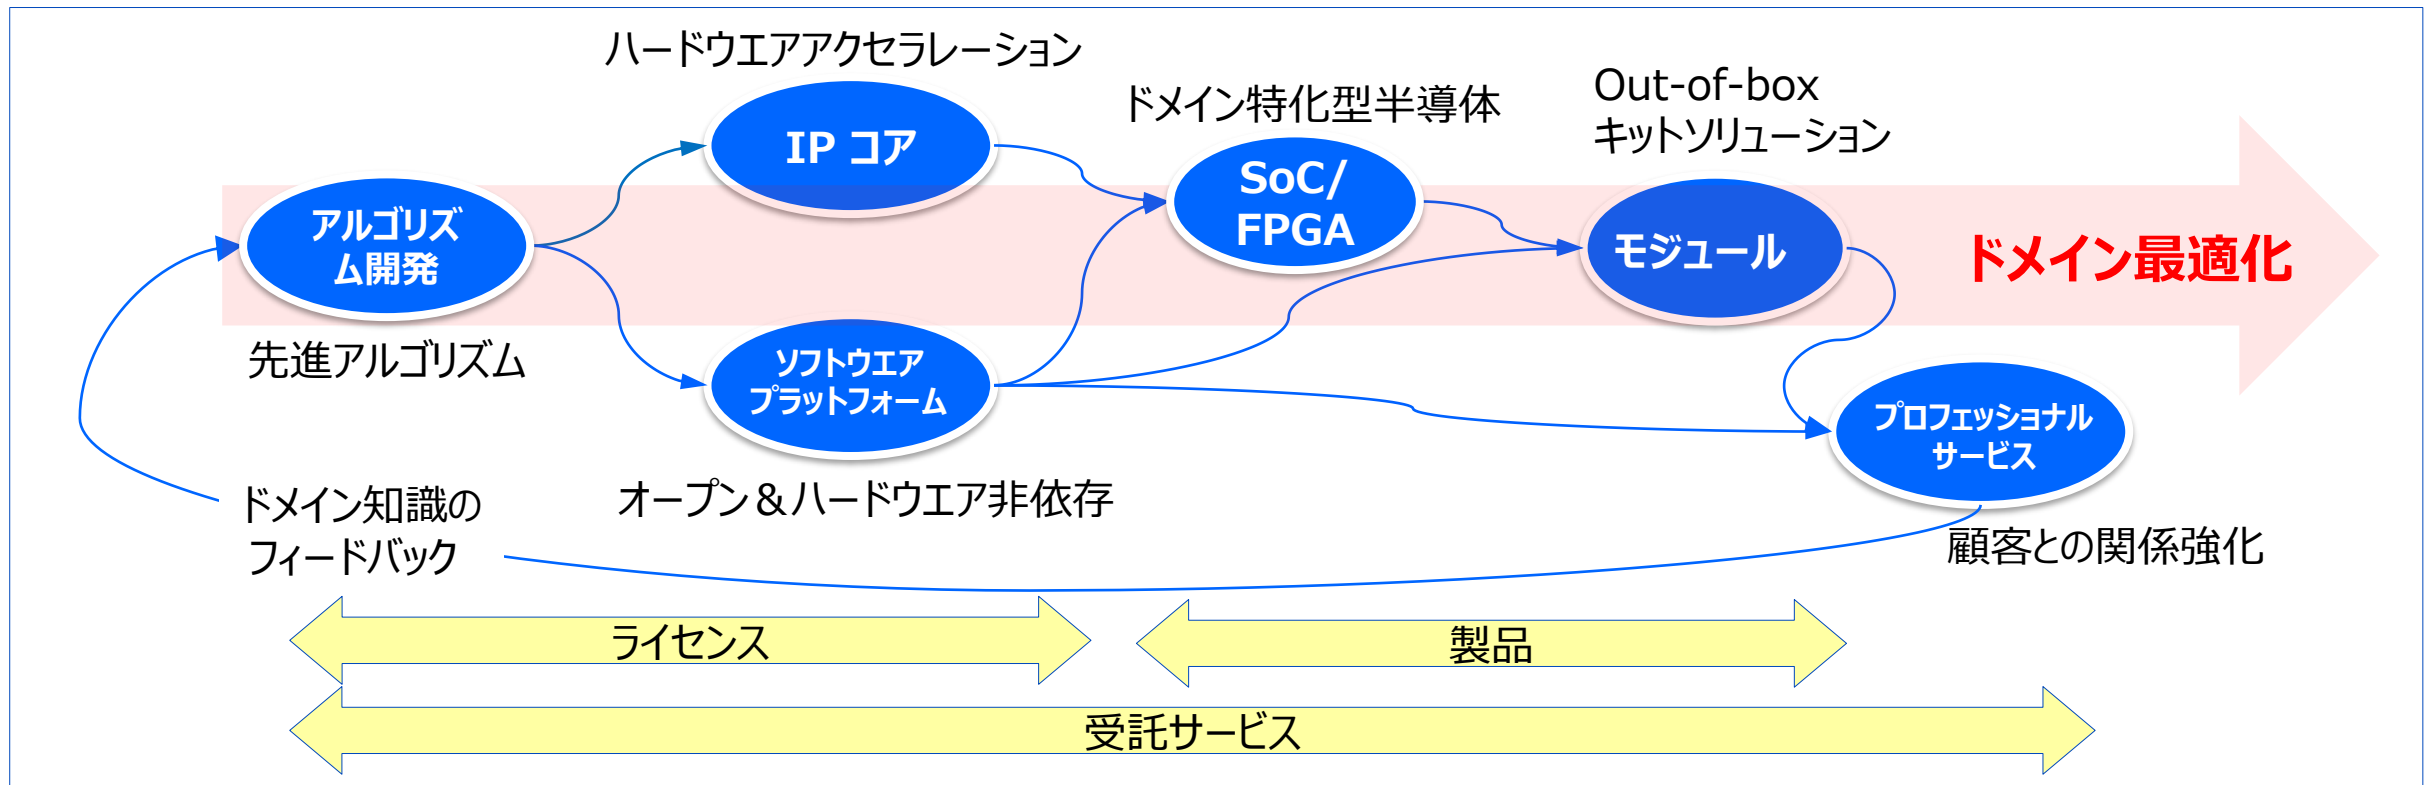 ハードウエアアクセラレーション
IP コア
ドメイン特化型半導体
SoC/
FPGA
Out-of-box
キットソリューション
モジュール
ドメイン最適化
アルゴリズ
ム開発
先進アルゴリズム
ソフトウエア
プラットフォーム
オープン＆ハードウエア非依存
プロフェッショナル
サービス
顧客との関係強化
ドメイン知識の
フィードバック
ライセンス
製品
受託サービス